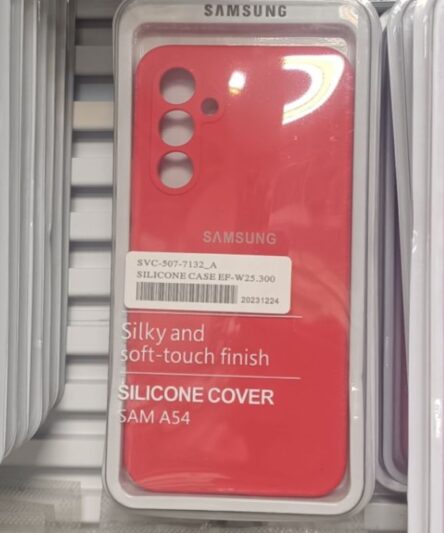 SAMSUNG
SAMSUNG
SVC-507-7132_A
SILICONE CASE EF-W25.300
20231224
Silky and
soft-touch finish
SILICONE COVER
SAM A54